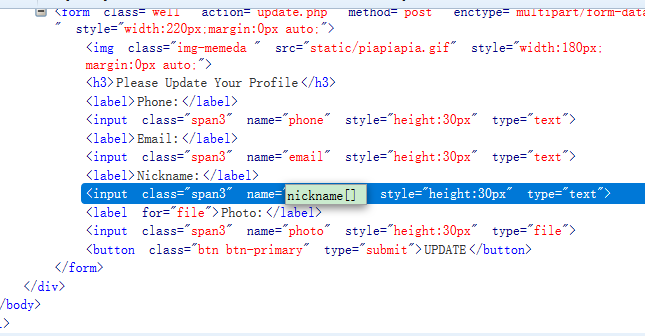 <form class="well" action="update.php" method="post" enctype="multipart/form-data
" style="width:220px;margin:0px auto;">
<img class="img-memeda " src="static/piapiapia.gif" style="width:180px;
margin:0px auto;">
<h3>Please Update Your Profile</h3>
<label>Phone:</label>
<input class="span3" name="phone" style="height:30px" type="text">
<label>Email:</label>
<input class="span3" name="email" style="height:30px" type="text">
<label>Nickname:</label>
<input class="span3" name="nickname[] style="height:30px" type="text">
<label for="file">Photo:</label>
<input class="span3" name="photo" style="height:30px" type="file">
<button class="btn btn-primary" type="submit">UPDATE</button>
</form>
</div>
/body>
l>